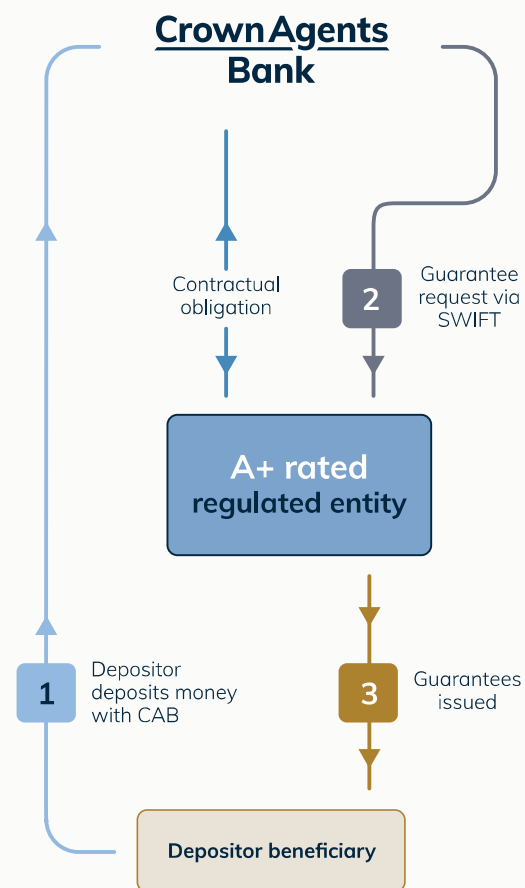 Crown Agents
Bank
Contractual
obligation
2
Guarantee
request via
SWIFT
A+ rated
regulated entity
1
Depositor
deposits money
with CAB
3
Guarantees
issued
Depositor beneficiary